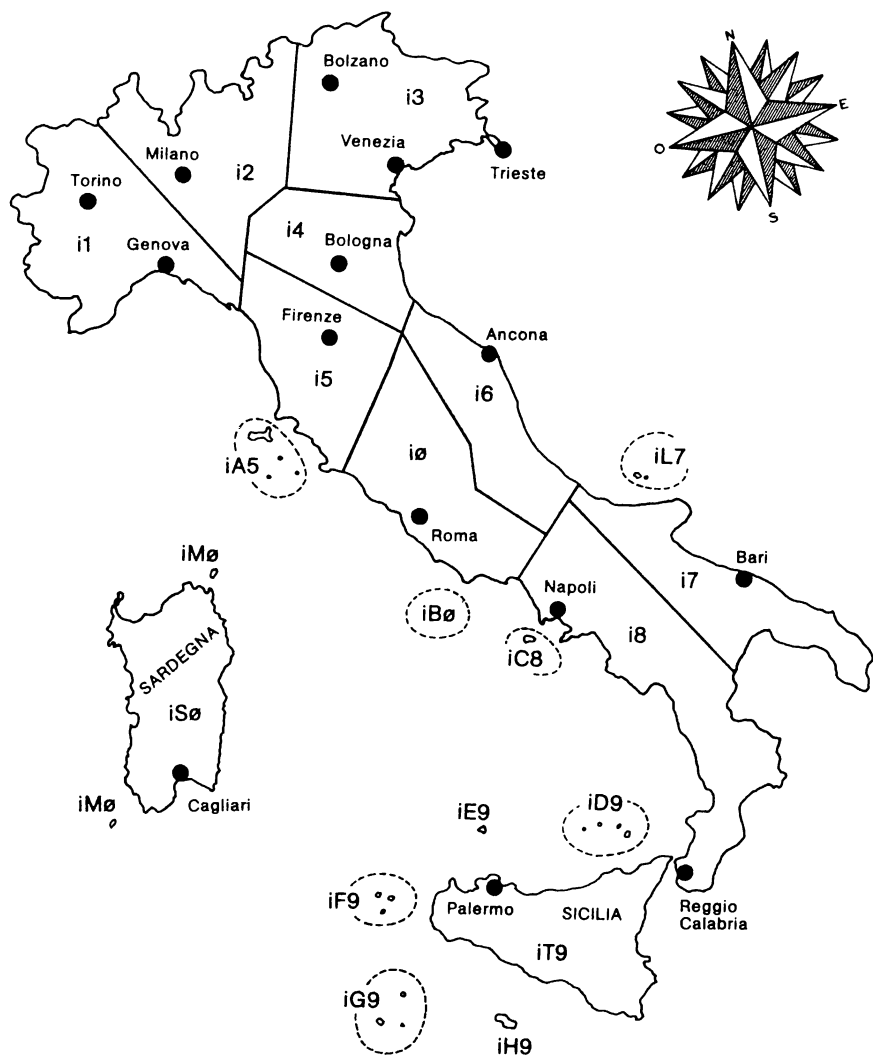 N
E
S
O
Bolzano
i3
Venezia
Trieste
Milano
i2
Torino
i1
Genova
i4
Bologna
Firenze
i5
Ancona
i6
iA5
iø
iL7
Roma
iMø
Bari
i7
Napoli
iBø
i8
iC8
SARDEGNA
iSø
iMø
Cagliari
iE9
iD9
iF9
Palermo
SICILIA
Reggio
Calabria
iT9
iG9
iH9